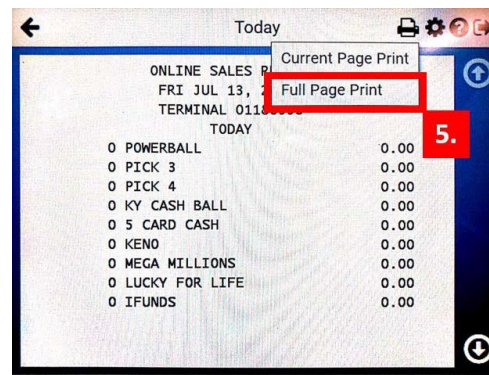 Today
Current Page Print
Full Page Print
5.
ONLINE SALES
FRI JUL 13,
TERMINAL
TODAY
0 POWERBALL 0.00
0 PICK 3 0.00
0 PICK 4 0.00
0 KY CASH BALL 0.00
0 5 CARD CASH 0.00
0 KENO 0.00
0 MEGA MILLIONS 0.00
0 LUCKY FOR LIFE 0.00
0 IFUNDS 0.00